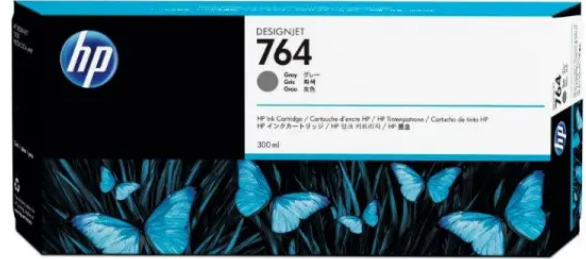 hp
DESIGNJET
764
Gray グレー
Gris 회색
Grau 灰色
HP Ink Cartridge / Cartouche d'encre HP / HP Tintenpatrone / Cartucho de tinta HP
HP インクカートリッジ / HP 잉크 카트리지 / HP 墨盒
300 ml
764
hp